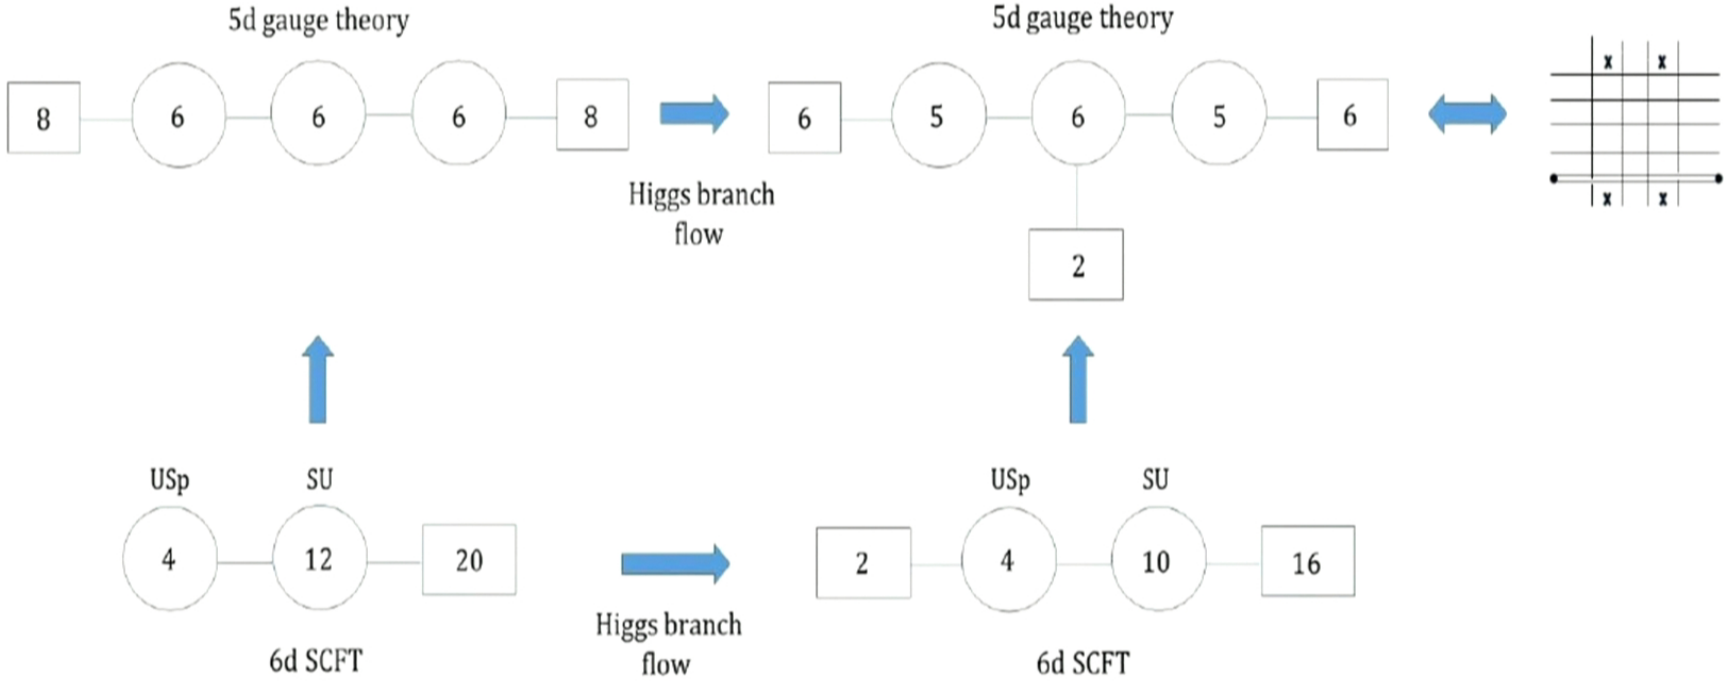 5d gauge theory
8 6 6 6 8
Higgs branch
flow
5d gauge theory
6 5 6 5 6
2
x x
x x
USp SU
4 12 20
6d SCFT
Higgs branch
flow
USp SU
2 4 10 16
6d SCFT